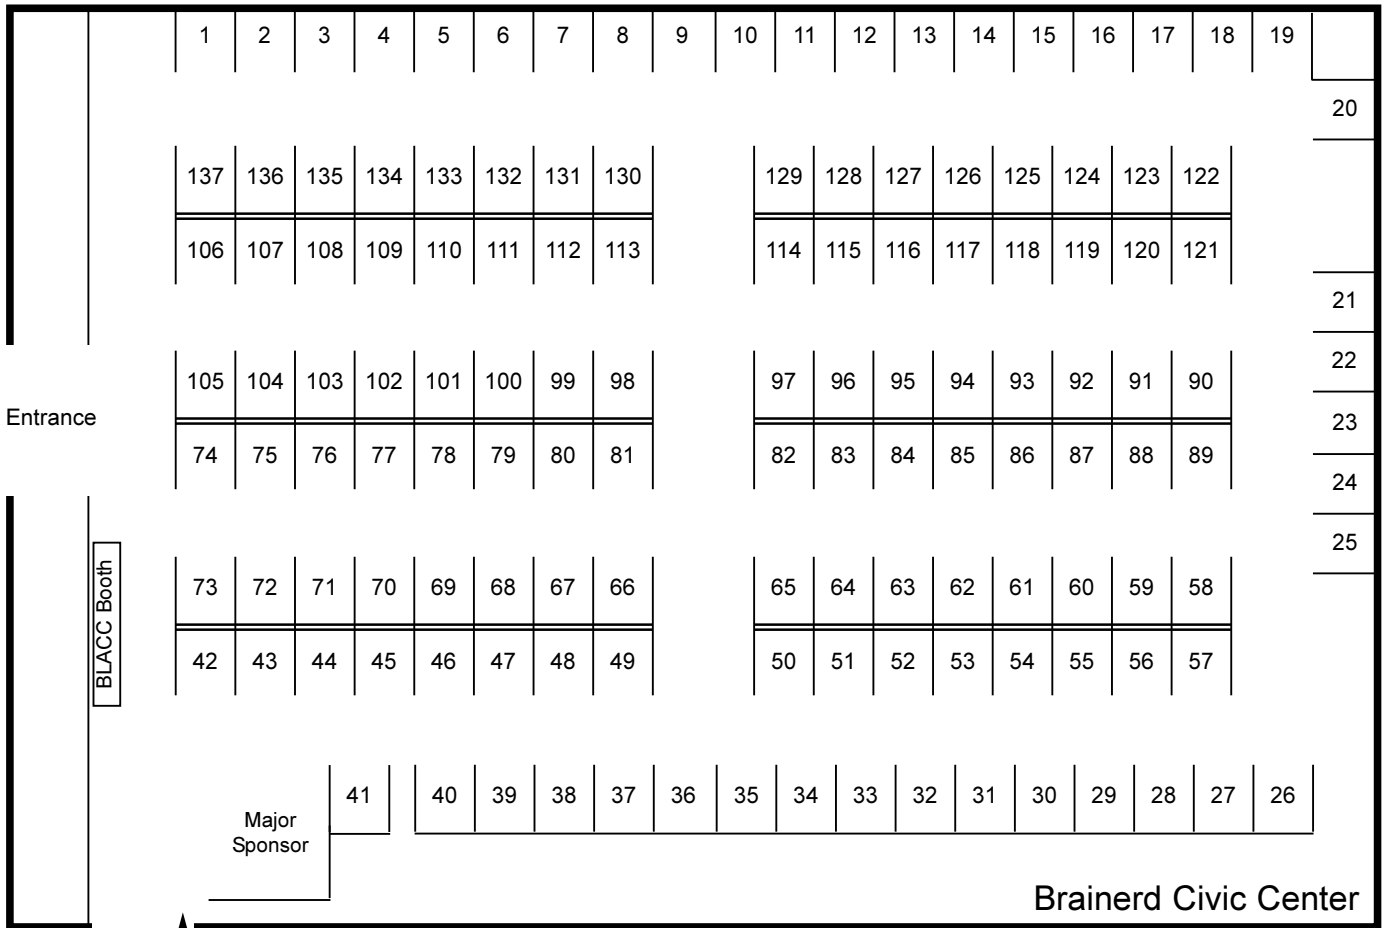 1 2 3 4 5 6 7 8 9 10 11 12 13 14 15 16 17 18 19
20
137 136 135 134 133 132 131 130 129 128 127 126 125 124 123 122
106 107 108 109 110 111 112 113 114 115 116 117 118 119 120 121
21
22
105 104 103 102 101 100 99 98 97 96 95 94 93 92 91 90
Entrance
23
74 75 76 77 78 79 80 81 82 83 84 85 86 87 88 89
24
25
BLACC Booth
73 72 71 70 69 68 67 66 65 64 63 62 61 60 59 58
42 43 44 45 46 47 48 49 50 51 52 53 54 55 56 57
41 40 39 38 37 36 35 34 33 32 31 30 29 28 27 26
Major
Sponsor
Brainerd Civic Center